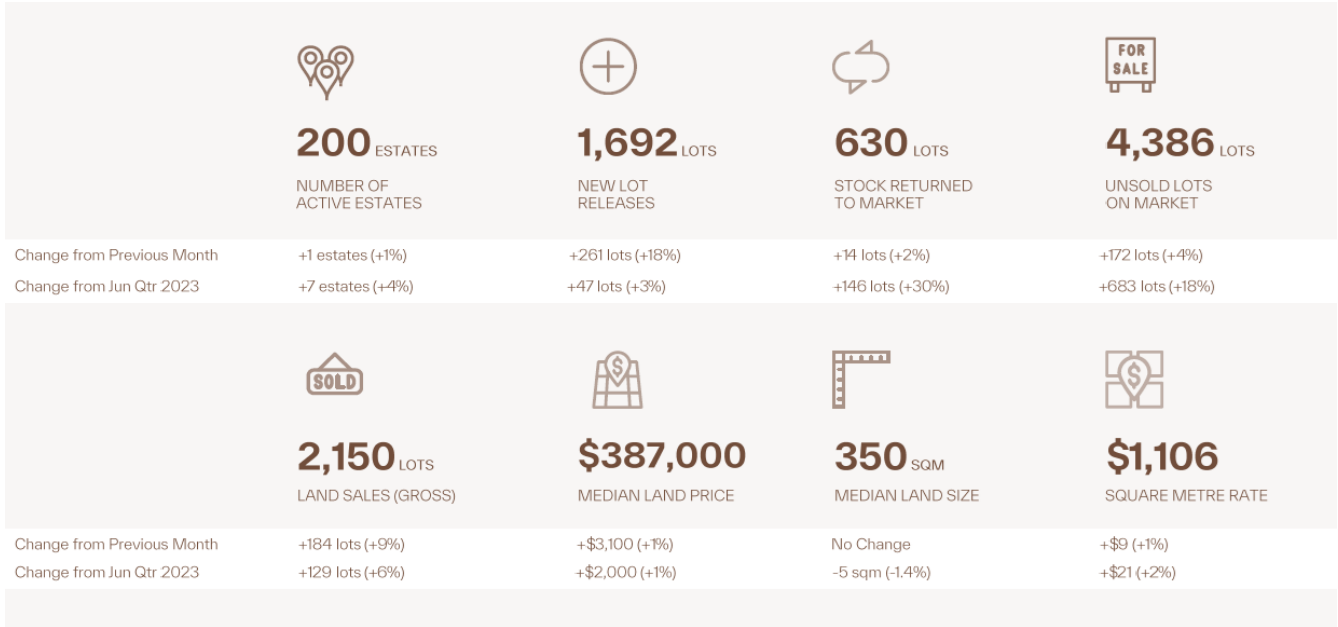 FOR
SALE
200 ESTATES
1,692 LOTS
630 LOTS
4,386 LOTS
NUMBER OF
ACTIVE ESTATES
NEW LOT
RELEASES
STOCK RETURNED
TO MARKET
UNSOLD LOTS
ON MARKET
Change from Previous Month +1 estates (+1%) +261 lots (+18%) +14 lots (+2%) +172 lots (+4%)
Change from Jun Qtr 2023 +7 estates (+4%) +47 lots (+3%) +146 lots (+30%) +683 lots (+18%)
SOLD
$
$
2,150 LOTS
$387,000
350 SQM
$1,106
LAND SALES (GROSS)
MEDIAN LAND PRICE
MEDIAN LAND SIZE
SQUARE METRE RATE
Change from Previous Month +184 lots (+9%) +$3,100 (+1%) No Change +$9 (+1%)
Change from Jun Qtr 2023 +129 lots (+6%) +$2,000 (+1%) -5 sqm (-1.4%) +$21 (+2%)